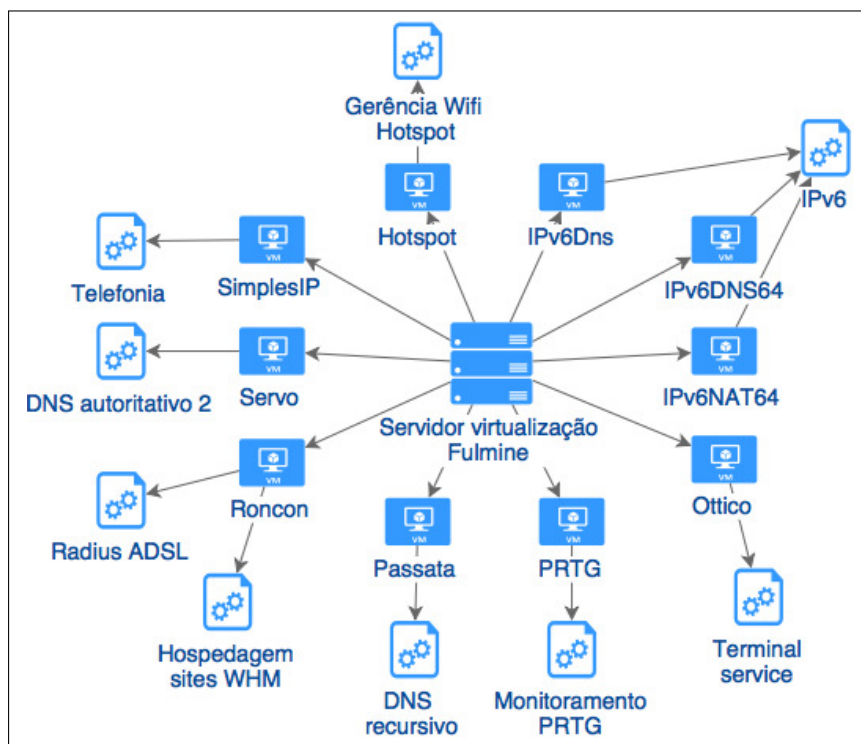 Gerência Wifi
Hotspot
VM
Hotspot
VM
IPv6Dns
IPv6
VM
SimplesIP
Telefonia
VM
IPv6DNS64
VM
Servo
DNS autoritativo 2
VM
IPv6NAT64
Servidor virtualização
Fulmine
VM
Roncon
Radius ADSL
Hospedagem
sites WHM
VM
Passata
DNS
recursivo
VM
PRTG
Monitoramento
PRTG
VM
Ottico
Terminal
service